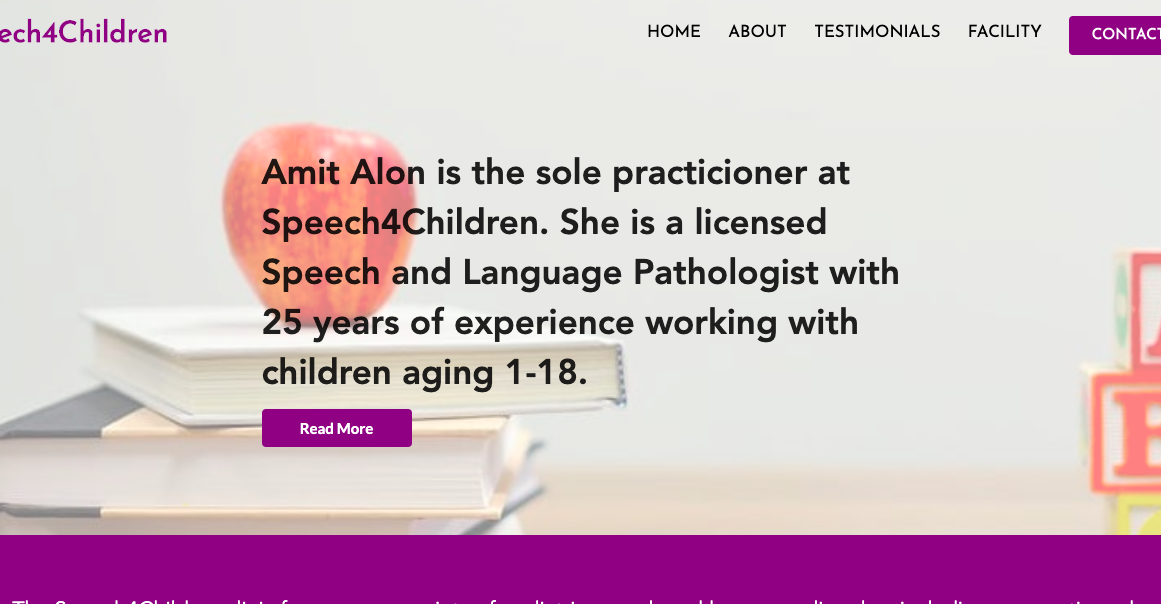 ech4Children
HOME ABOUT TESTIMONIALS FACILITY CONTACT
Amit Alon is the sole practicioner at
Speech4Children. She is a licensed
Speech and Language Pathologist with
25 years of experience working with
children aging 1-18.
Read More